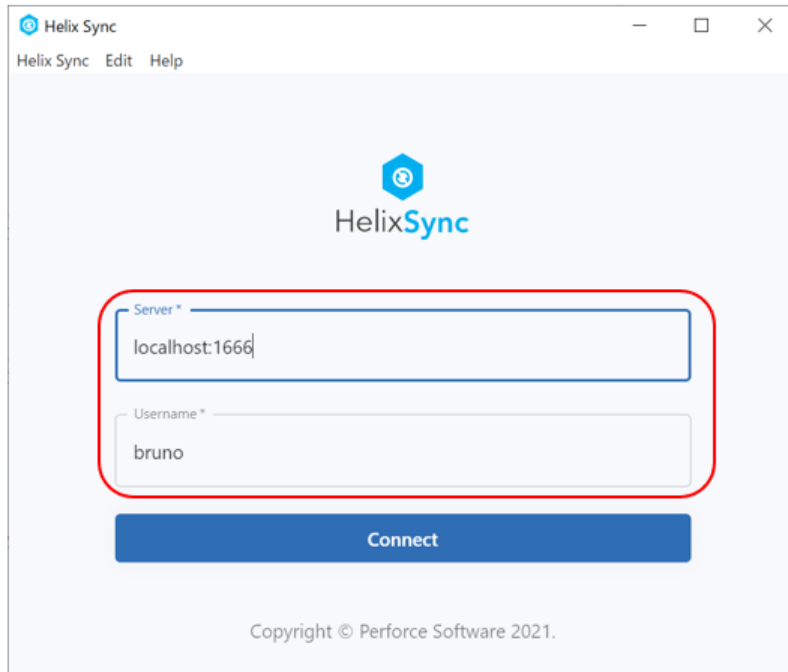 Helix Sync
Helix Sync Edit Help
HelixSync
Server *
localhost:1666
Username *
bruno
Connect
Copyright © Perforce Software 2021.